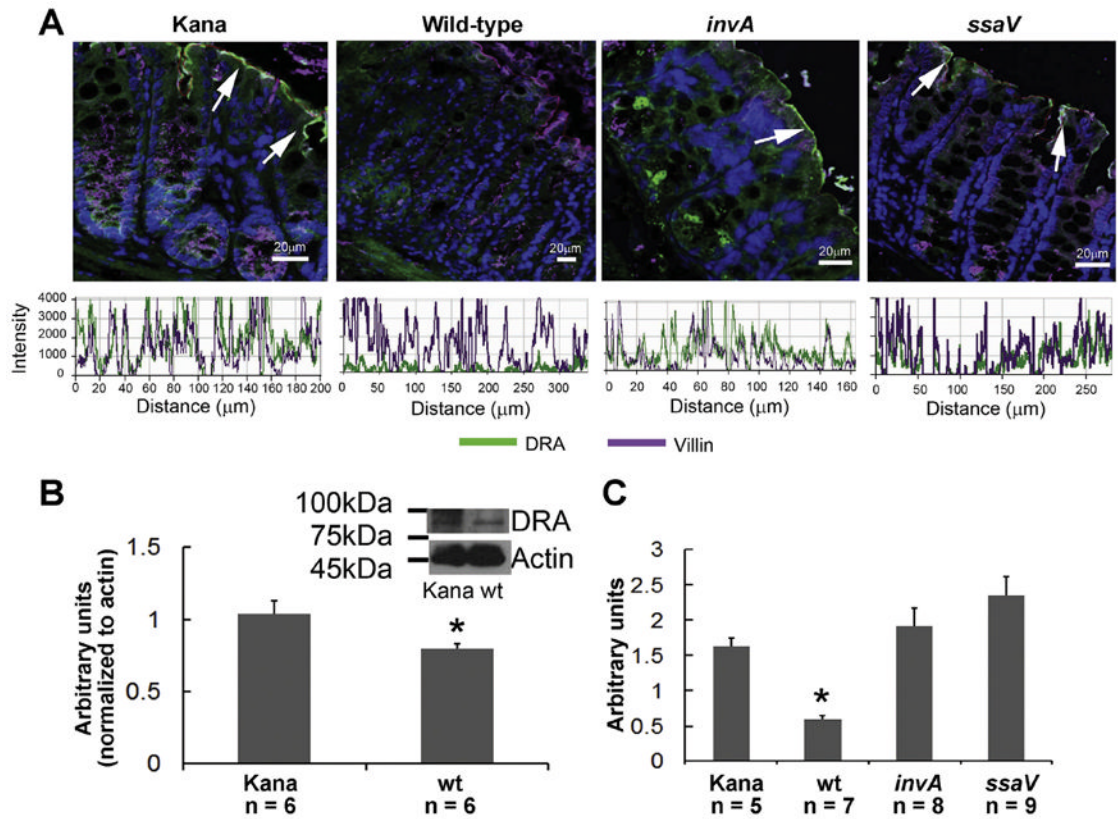 A
Kana
Wild-type
invA
ssaV
20μm
20μm
20μm
20μm
Intensity
4000
3000
2000
1000
0
0 20 40 60 80 100 120 140 160 180 200
0 50 100 150 200 250 300
0 20 40 60 80 100 120 140 160
0 50 100 150 200 250
Distance (μm)
Distance (μm)
Distance (μm)
Distance (μm)
DRA
Villin
B
Arbitrary units
(normalized to actin)
1.5
1
0.5
0
100kDa
75kDa
45kDa
DRA
Actin
Kana wt
*
Kana
n = 6
wt
n = 6
C
Arbitrary units
3
2.5
2
1.5
1
0.5
0
*
Kana
n = 5
wt
n = 7
invA
n = 8
ssaV
n = 9